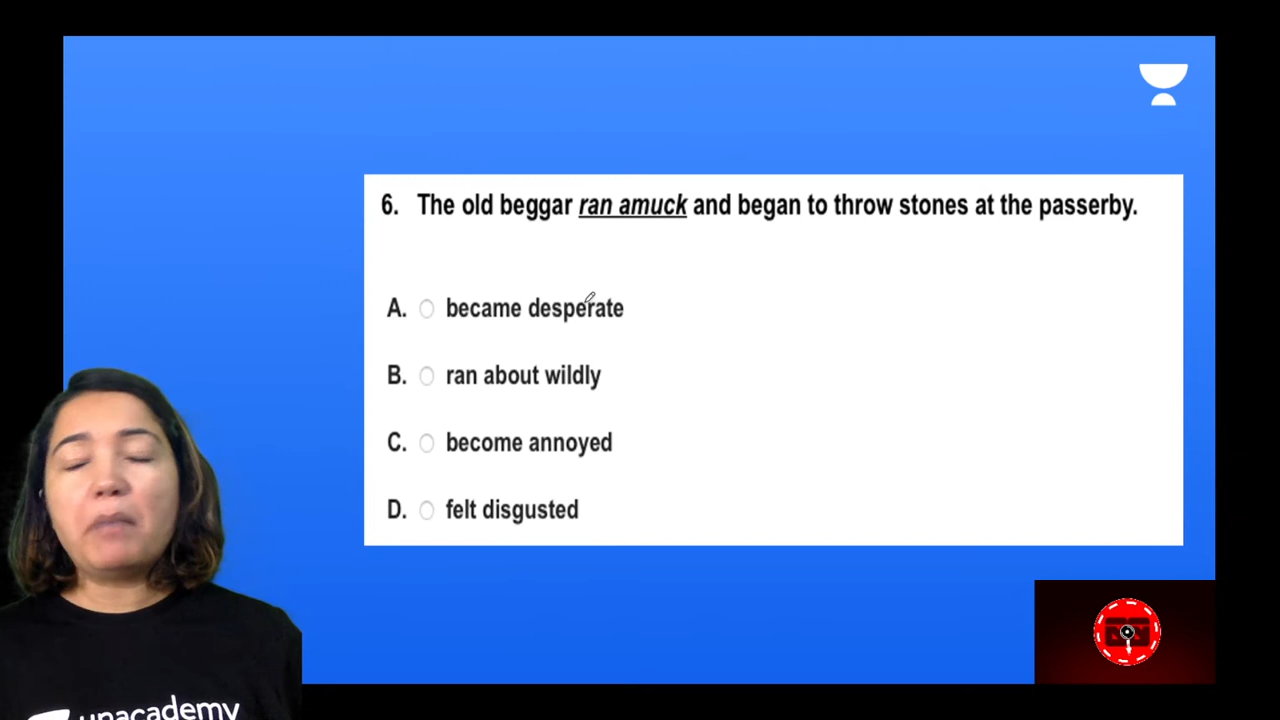 6. The old beggar ran amuck and began to throw stones at the passerby.
A. became desperate
B. ran about wildly
C. become annoyed
D. felt disgusted
unacademy